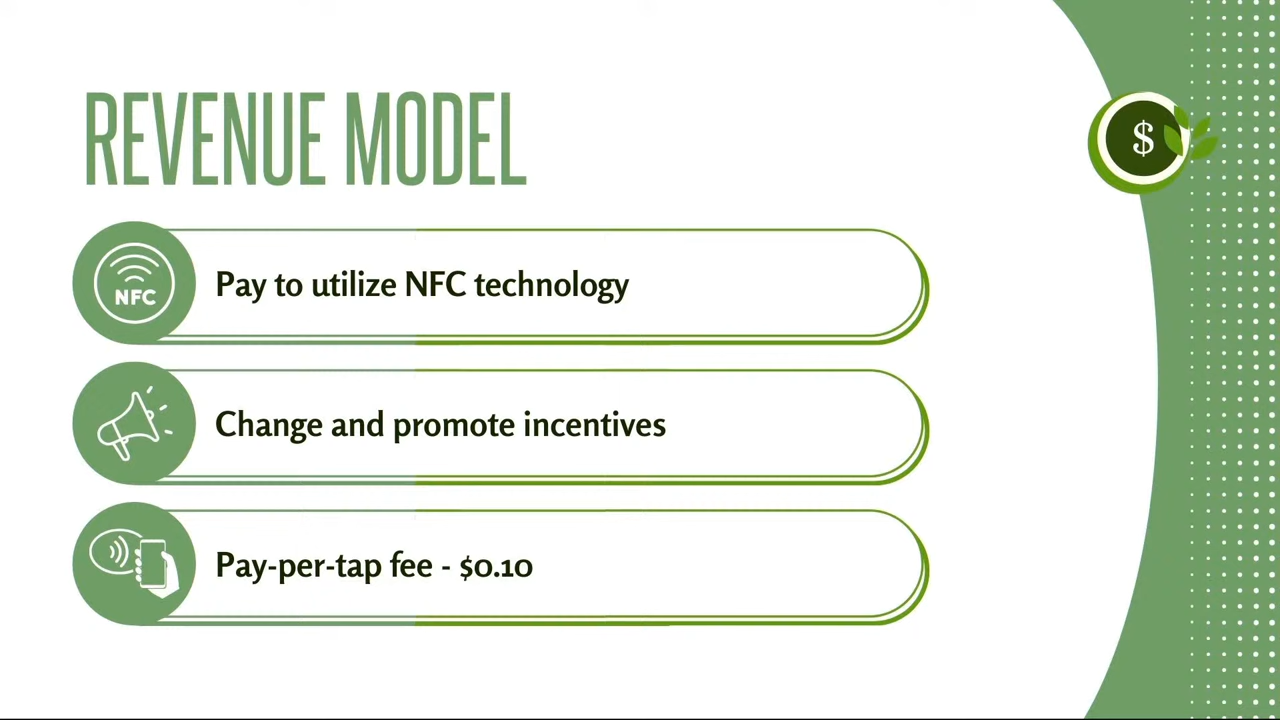 REVENUE MODEL
$
NFC
Pay to utilize NFC technology
Change and promote incentives
Pay-per-tap fee - $0.10